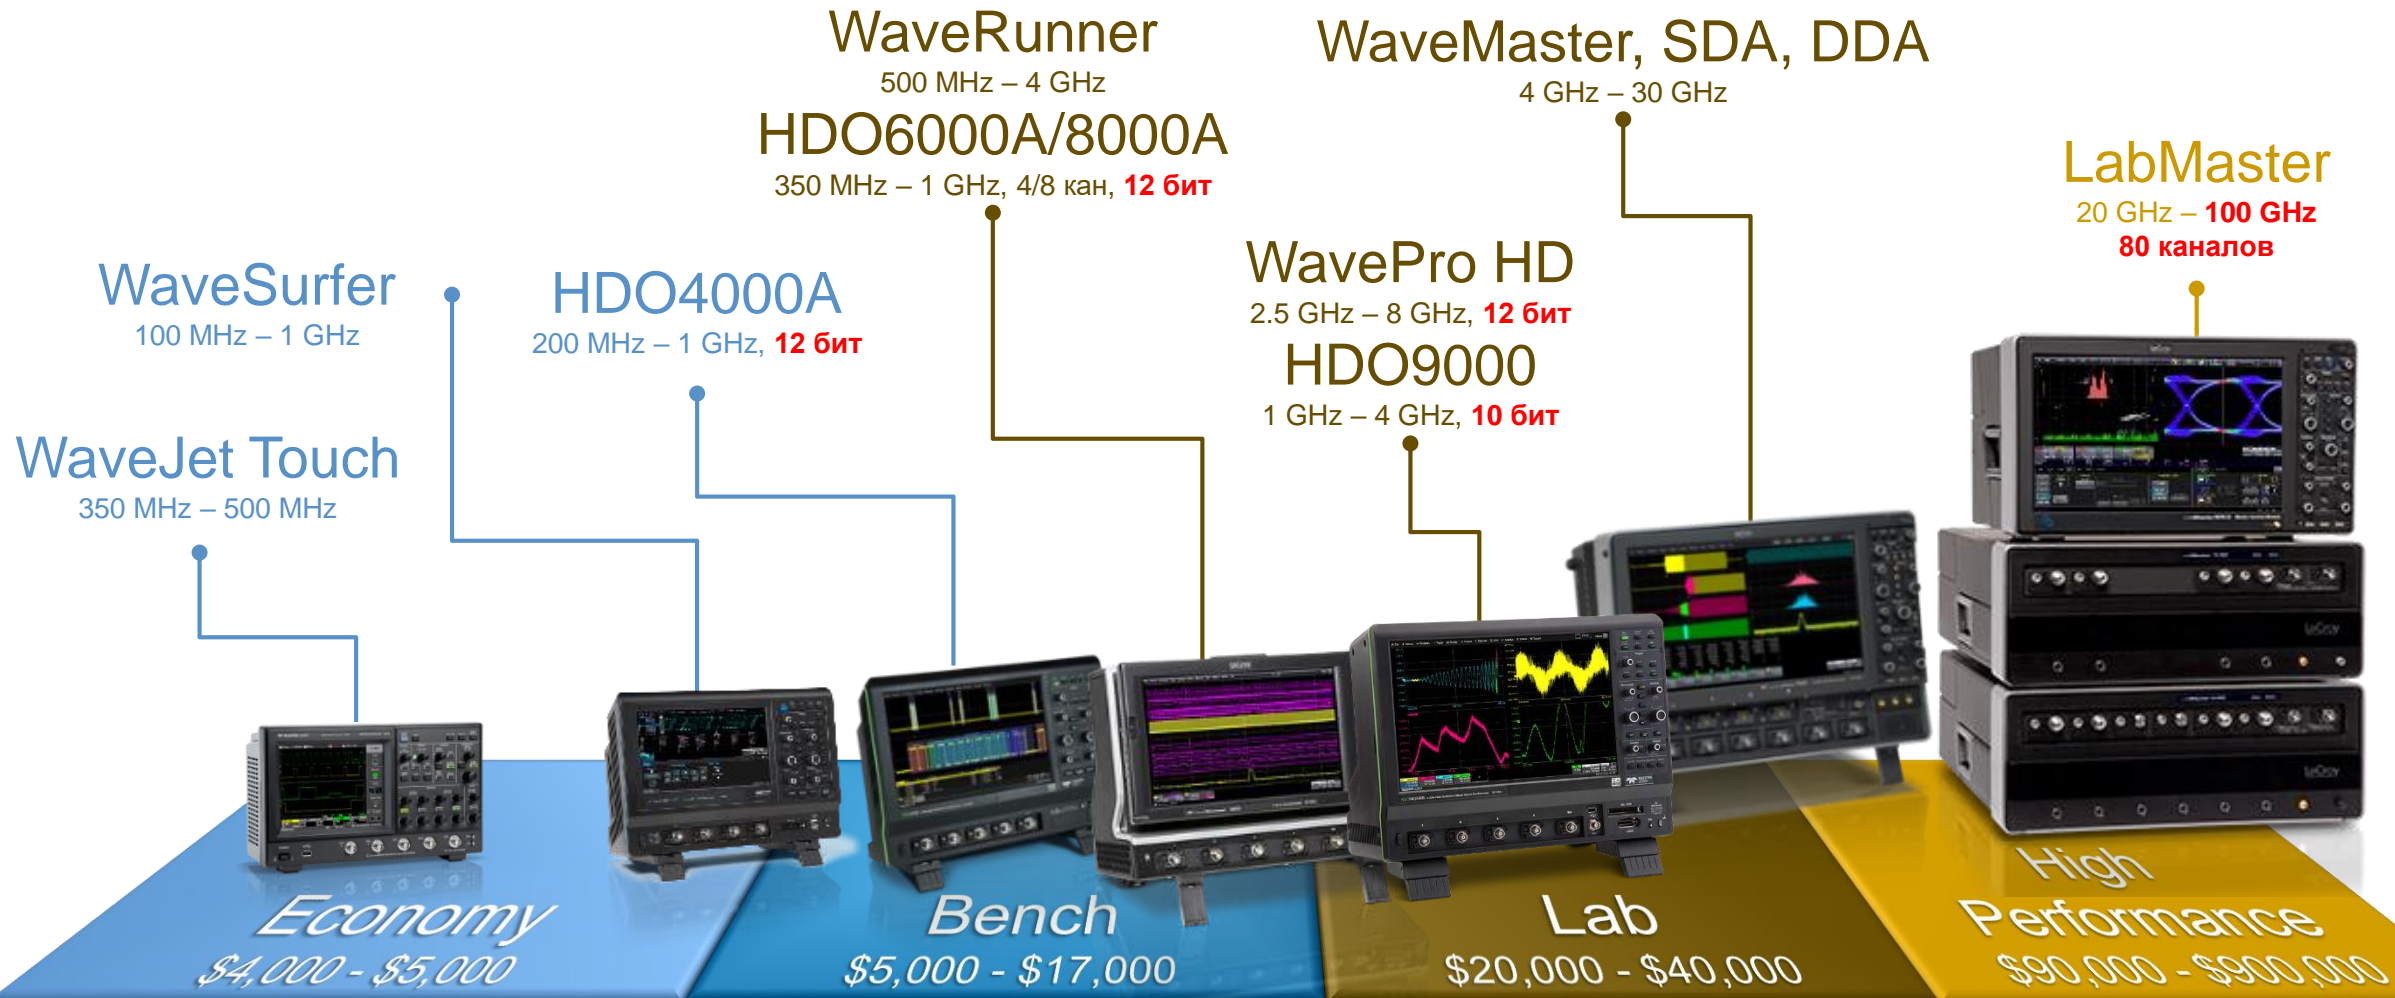 WaveRunner
500 MHz – 4 GHz
HDO6000A/8000A
350 MHz – 1 GHz, 4/8 кан, 12 бит
WaveMaster, SDA, DDA
4 GHz – 30 GHz
LabMaster
20 GHz – 100 GHz
80 каналов
WaveSurfer
100 MHz – 1 GHz
HDO4000A
200 MHz – 1 GHz, 12 бит
WavePro HD
2.5 GHz – 8 GHz, 12 бит
HDO9000
1 GHz – 4 GHz, 10 бит
WaveJet Touch
350 MHz – 500 MHz
LeCroy
LeCroy
Economy
$4,000 - $5,000
Bench
$5,000 - $17,000
Lab
$20,000 - $40,000
High
Performance
$90,000 - $900,000